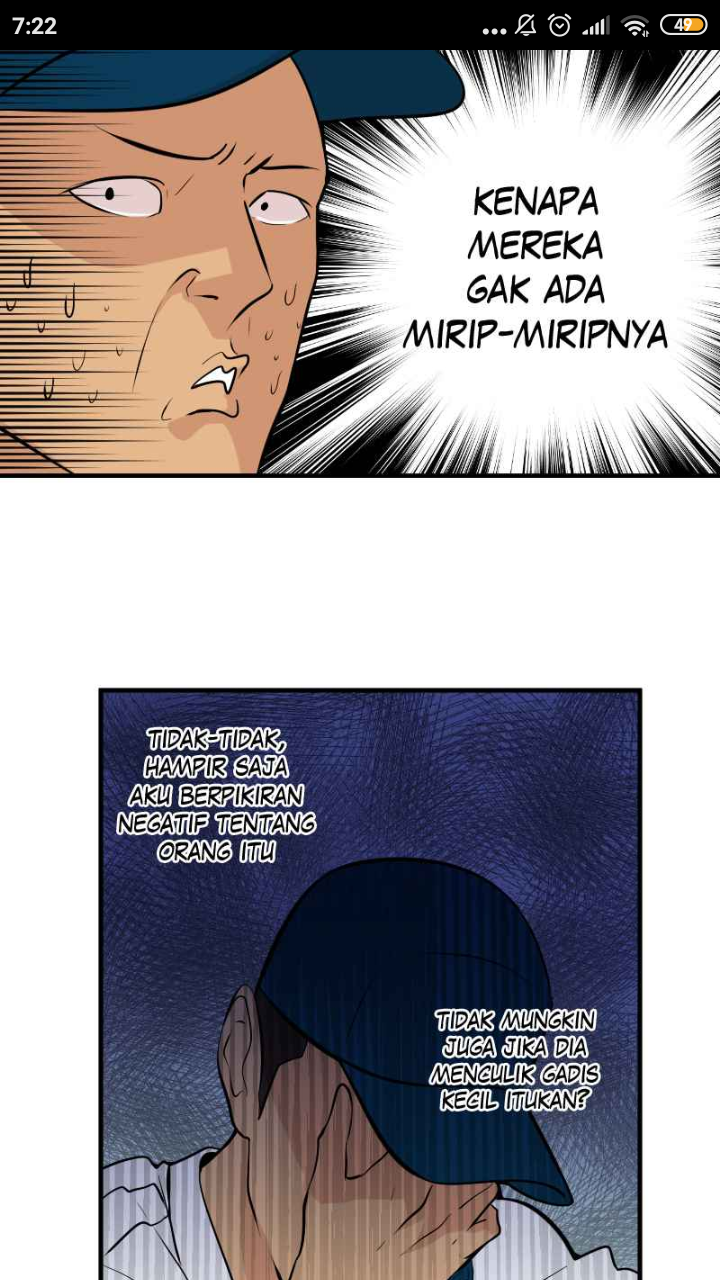 7:22
49
KENAPA
MEREKA
GAK ADA
MIRIP-MIRIPNYA
TIDAK-TIDAK,
HAMPIR SAJA
AKU BERPIKIRAN
NEGATIF TENTANG
ORANG ITU
TIDAK MUNGKIN
JUGA JIKA DIA
MENCULIK GADIS
KECIL ITUKAN?